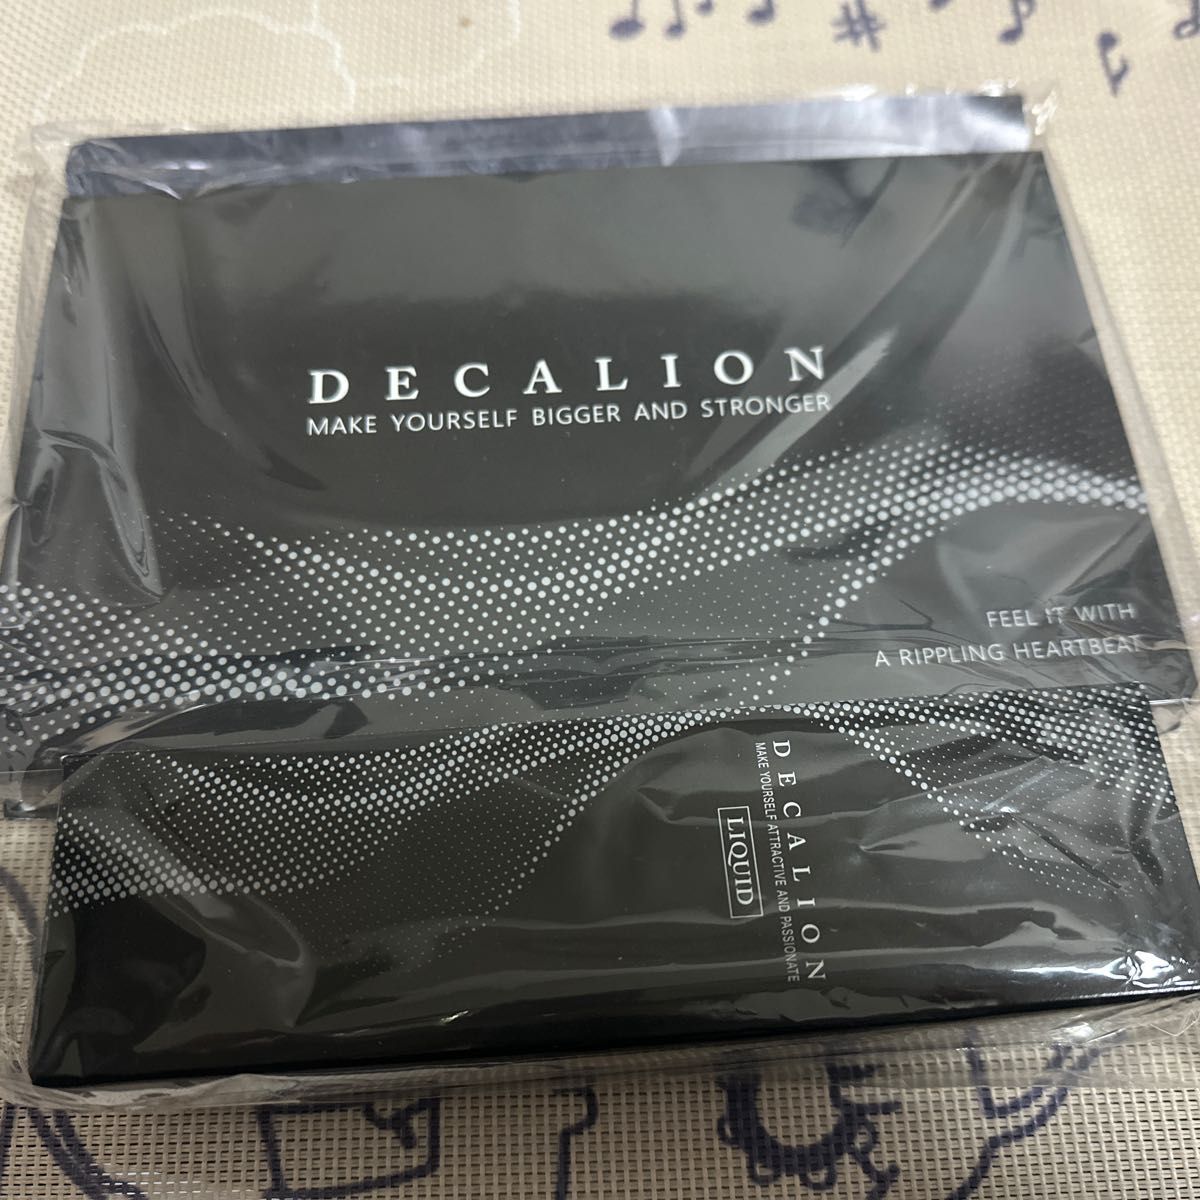 DECALION
MAKE YOURSELF BIGGER AND STRONGER
FEEL IT WITH
A RIPPLING HEARTBEAT
DECALION
MAKE YOURSELF ATTRACTIVE AND PASSIONATE
LIQUID